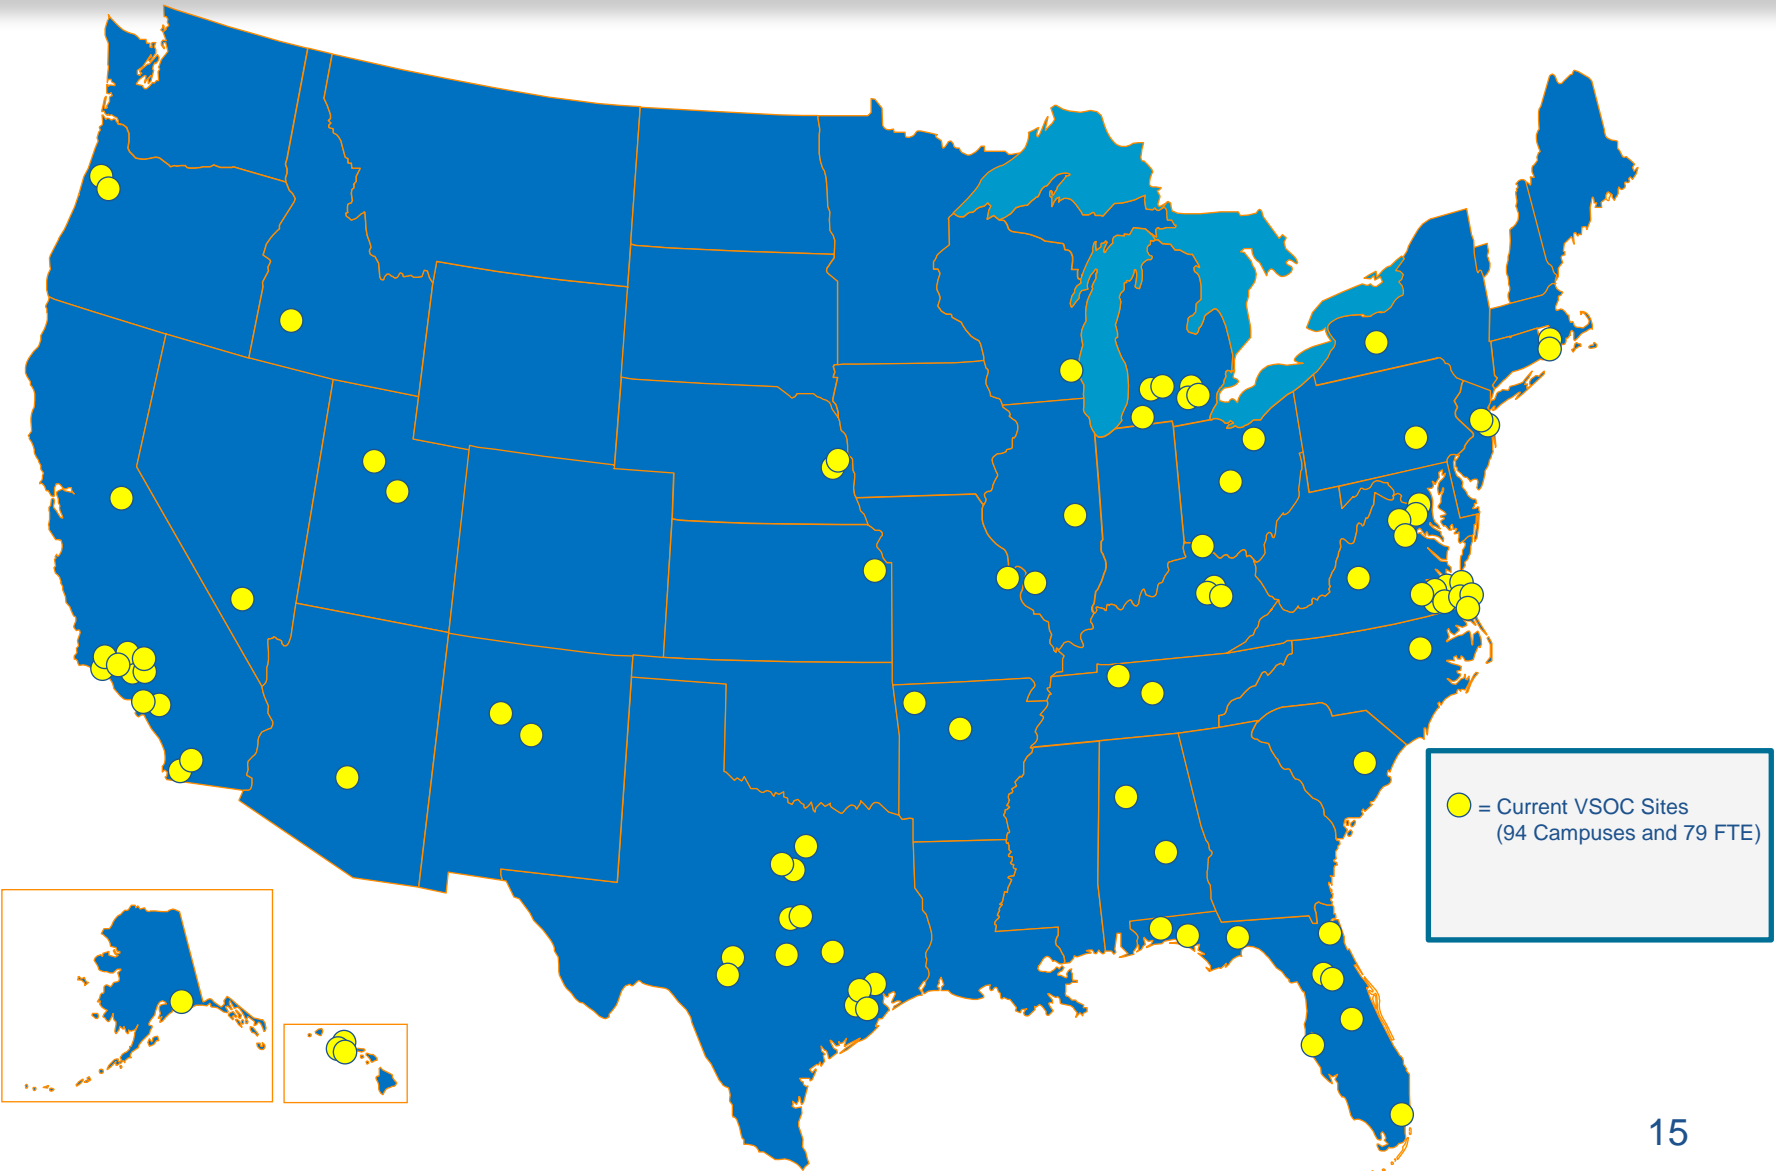 = Current VSOC Sites
(94 Campuses and 79 FTE)
15